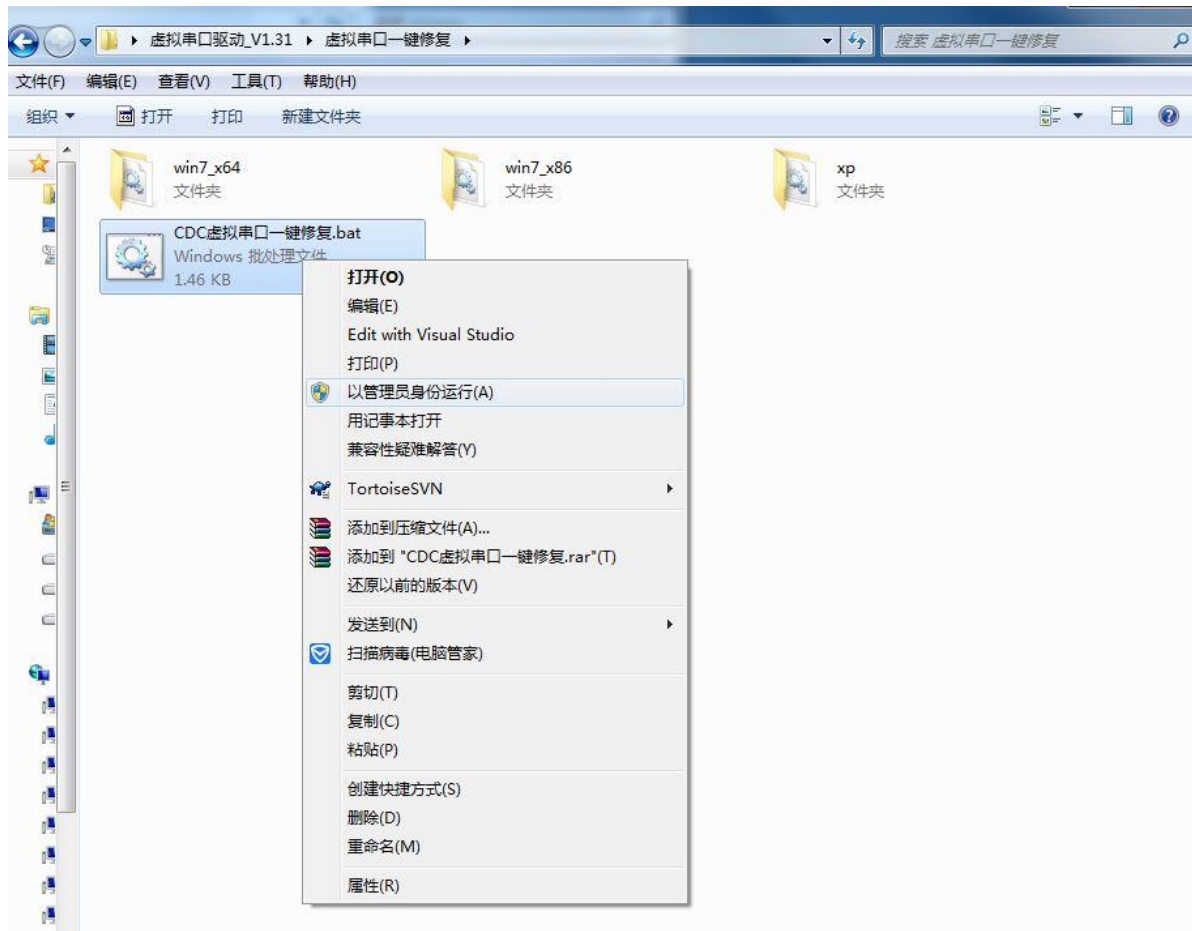 虚拟串口驱动_V1.31 虚拟串口一键修复
搜索 虚拟串口一键修复
文件(F) 编辑(E) 查看(V) 工具(T) 帮助(H)
组织 打开 打印 新建文件夹
win7_x64
文件夹
win7_x86
文件夹
xp
文件夹
CDC虚拟串口一键修复.bat
Windows 批处理文件
1.46 KB
打开(O)
编辑(E)
Edit with Visual Studio
打印(P)
以管理员身份运行(A)
用记事本打开
兼容性疑难解答(Y)
TortoiseSVN
添加到压缩文件(A)...
添加到 "CDC虚拟串口一键修复.rar"(T)
还原以前的版本(V)
发送到(N)
扫描病毒(电脑管家)
剪切(T)
复制(C)
粘贴(P)
创建快捷方式(S)
删除(D)
重命名(M)
属性(R)